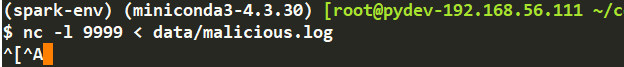 (spark-env) (miniconda3-4.3.30) [root@pydev-192.168.56.111 ~/c
$ nc -l 9999 < data/malicious.log
^[^A